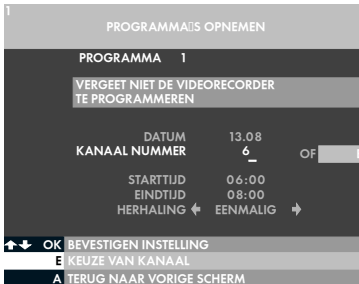 1
PROGRAMMA▯S OPNEMEN
PROGRAMMA 1
VERGEET NIET DE VIDEORECORDER
TE PROGRAMMEREN
DATUM 13.08
KANAAL NUMMER 6 OF
STARTTIJD 06:00
EINDTIJD 08:00
HERHALING ← EENMALIG →
↑↓ OK BEVESTIGEN INSTELLING
E KEUZE VAN KANAAL
A TERUG NAAR VORIGE SCHERM